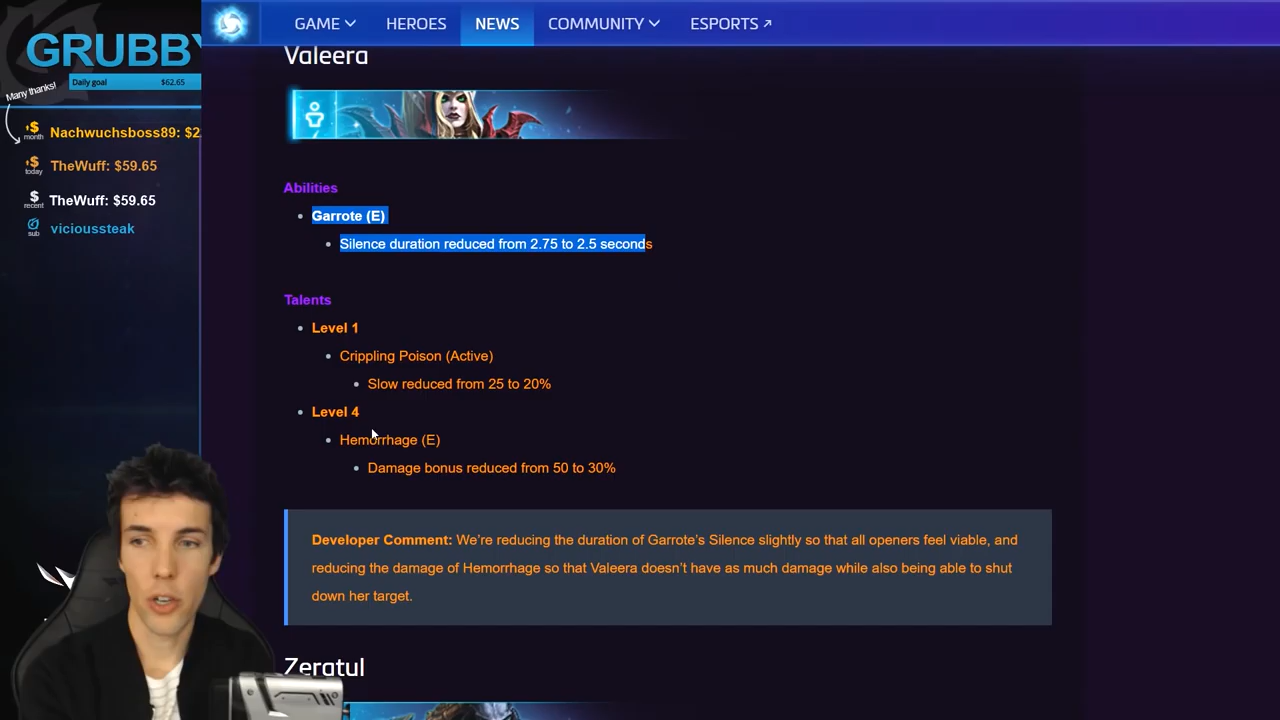 GRUBBY
Daily goal $62.65
Many thanks!
GAME HEROES NEWS COMMUNITY ESPORTS
Valeera
month Nachwuchsboss89: $2
today TheWuff: $59.65
recent TheWuff: $59.65
sub vicioussteak
Abilities
Garrote (E)
Silence duration reduced from 2.75 to 2.5 seconds
Talents
Level 1
Crippling Poison (Active)
Slow reduced from 25 to 20%
Level 4
Hemorrhage (E)
Damage bonus reduced from 50 to 30%
Developer Comment: We’re reducing the duration of Garrote’s Silence slightly so that all openers feel viable, and
reducing the damage of Hemorrhage so that Valeera doesn’t have as much damage while also being able to shut
down her target.
Zeratul